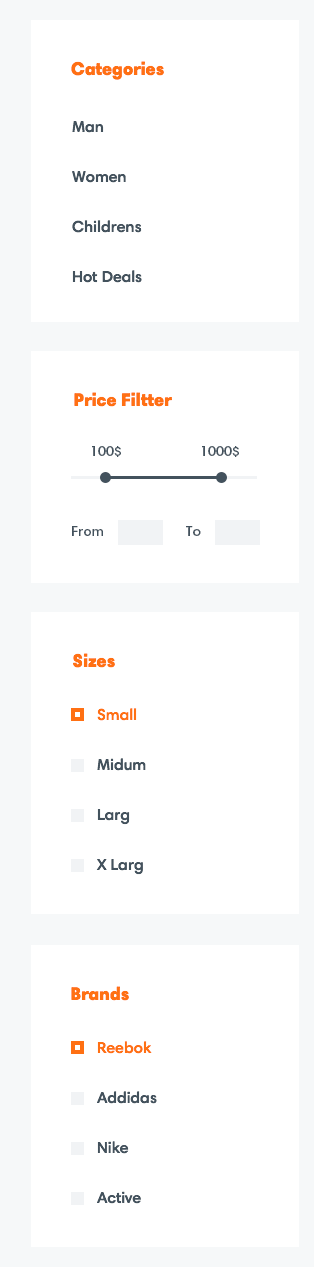 Categories
Man
Women
Childrens
Hot Deals
Price Filtter
100$ 1000$
From To
Sizes
Small
Midum
Larg
X Larg
Brands
Reebok
Addidas
Nike
Active